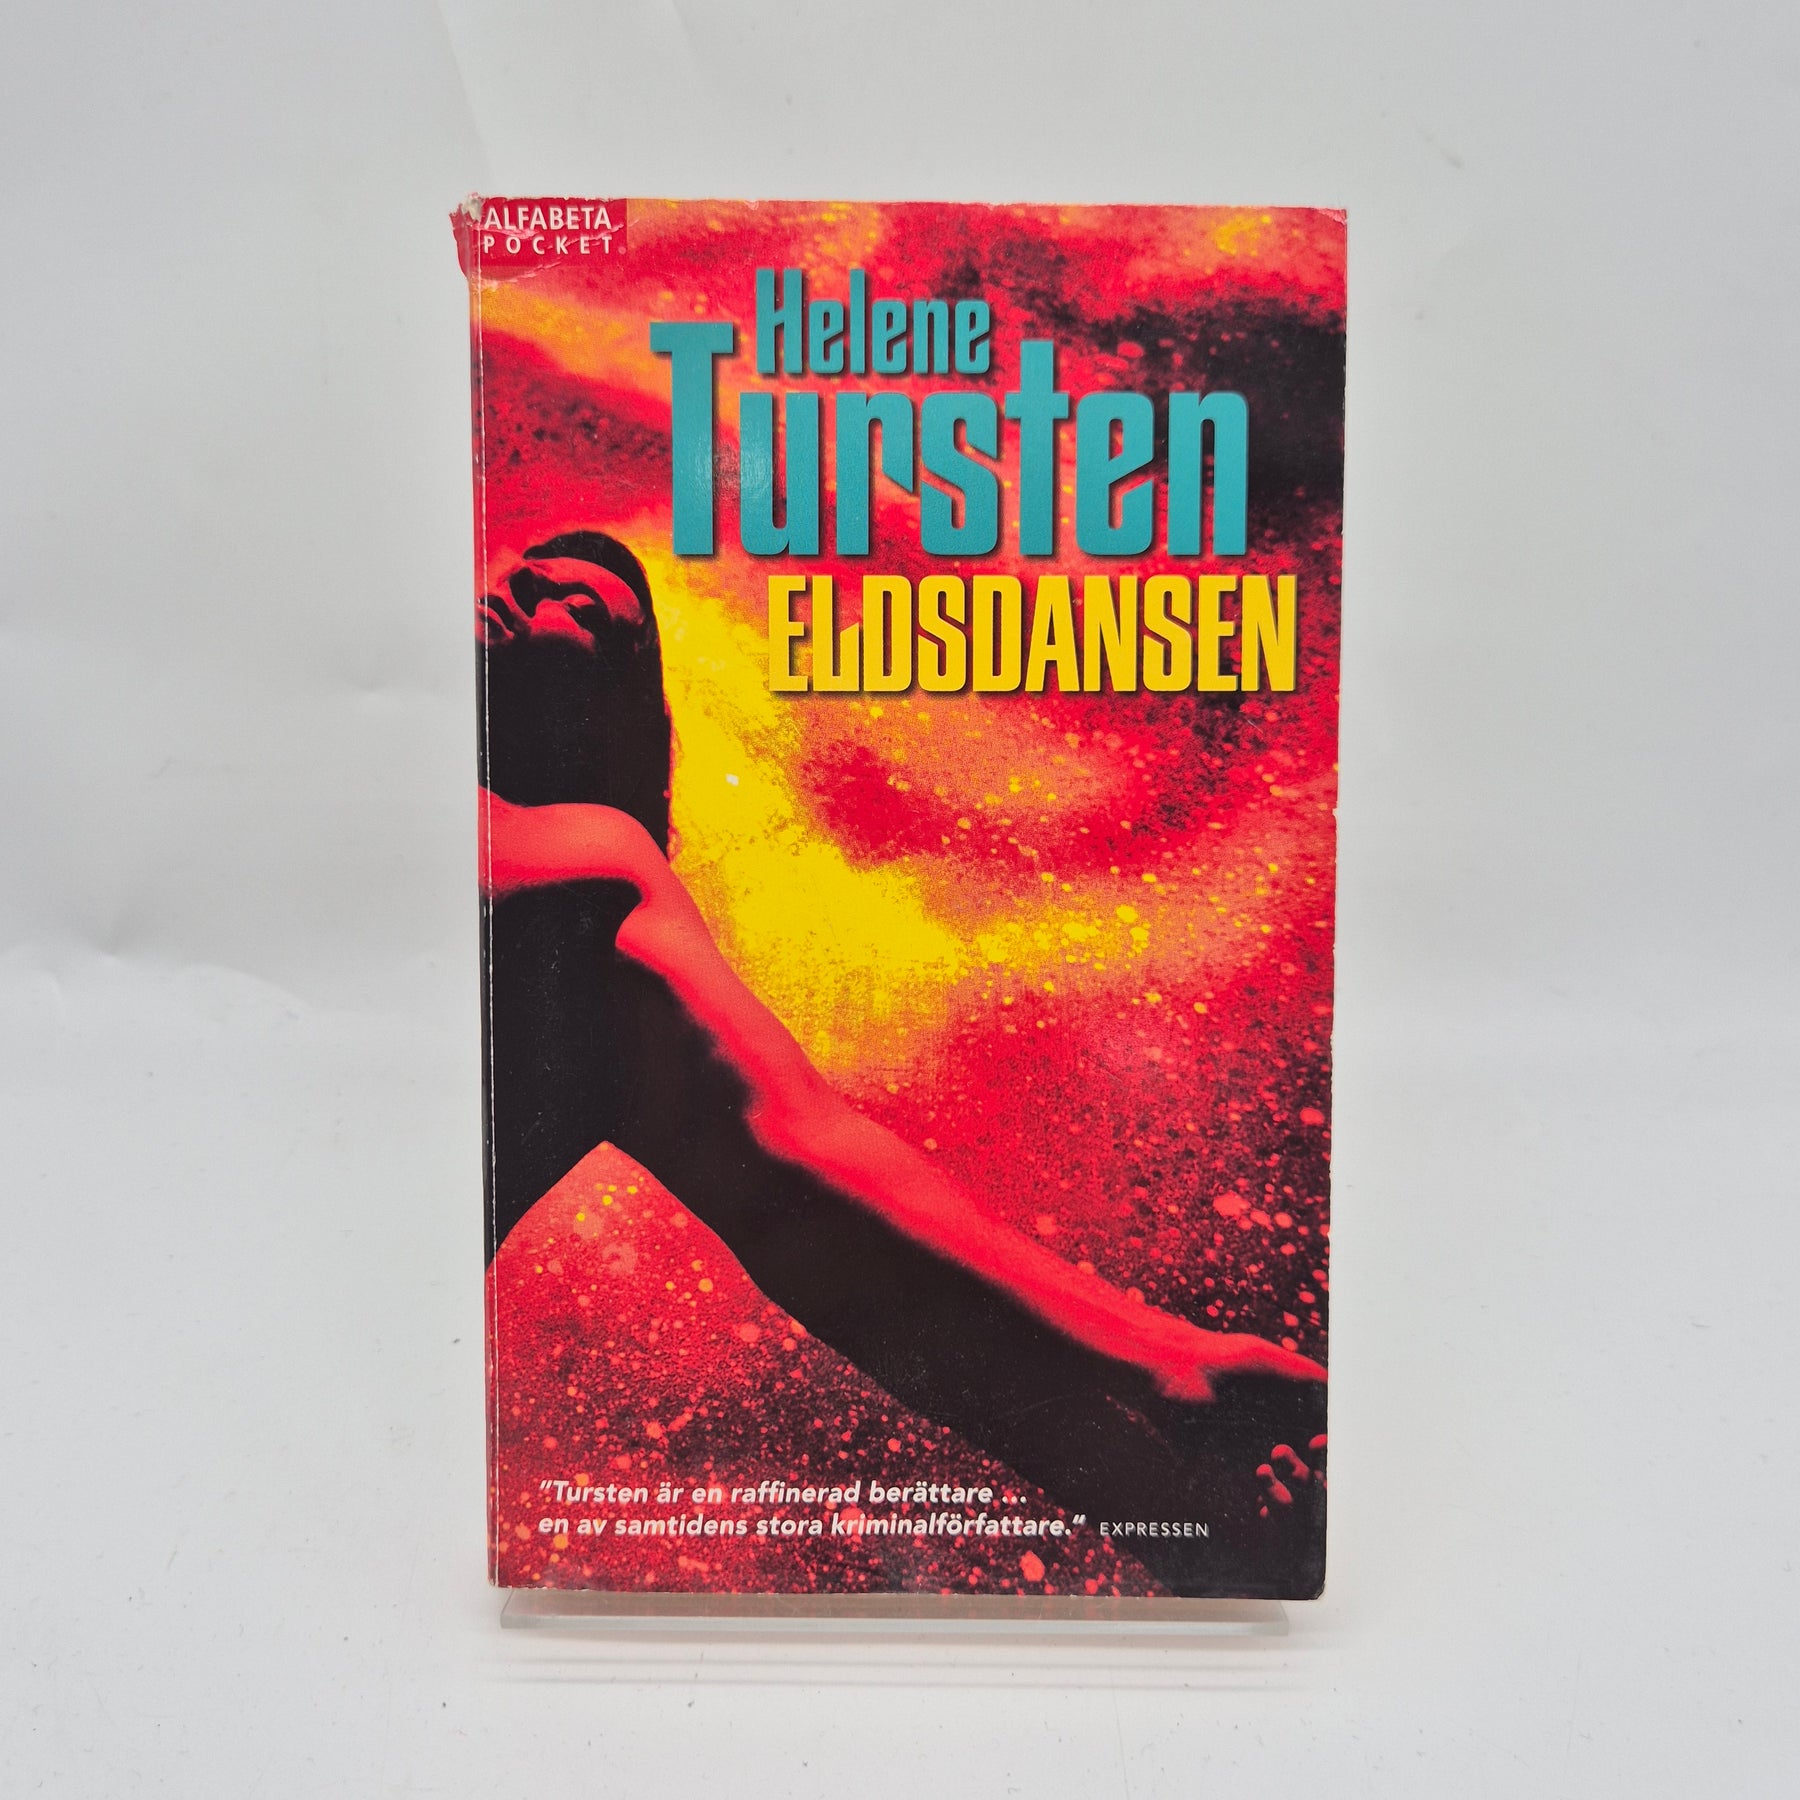 ALFABETA
POCKET
Helene
Tursten
ELDSDANSEN
"Tursten är en raffinerad berättare ...
en av samtidens stora kriminalförfattare." EXPRESSEN